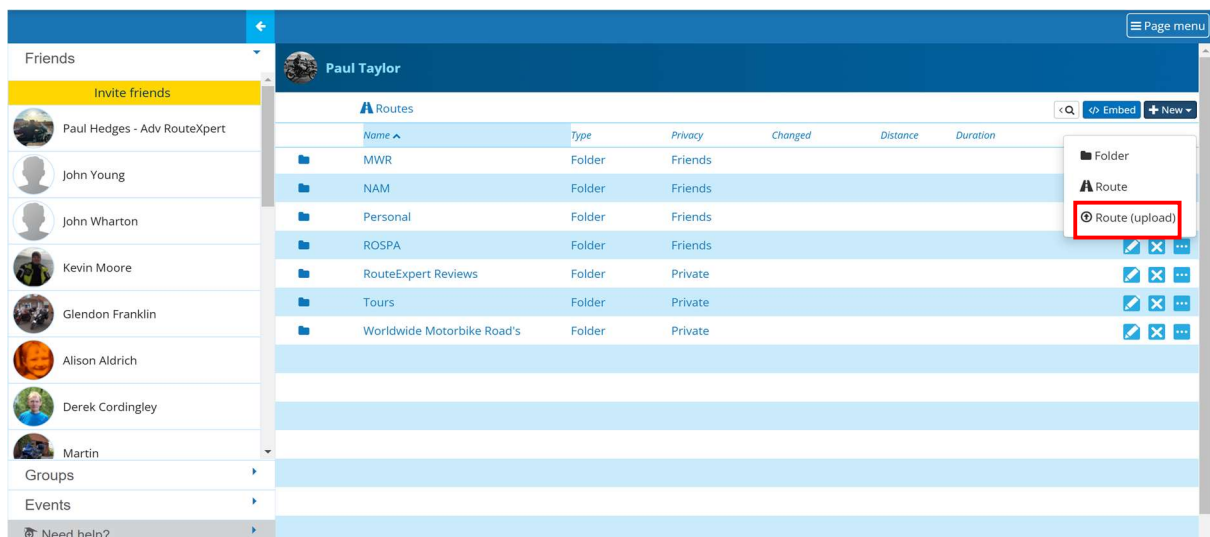 Page menu
Friends
Invite friends
Paul Hedges - Adv RouteXpert
John Young
John Wharton
Kevin Moore
Glendon Franklin
Alison Aldrich
Derek Cordingley
Martin
Groups
Events
Need help?
Paul Taylor
Routes
Embed New
Name Type Privacy Changed Distance Duration
MWR Folder Friends
NAM Folder Friends
Personal Folder Friends
ROSPA Folder Friends
RouteExpert Reviews Folder Private
Tours Folder Private
Worldwide Motorbike Road's Folder Private
Folder
Route
Route (upload)